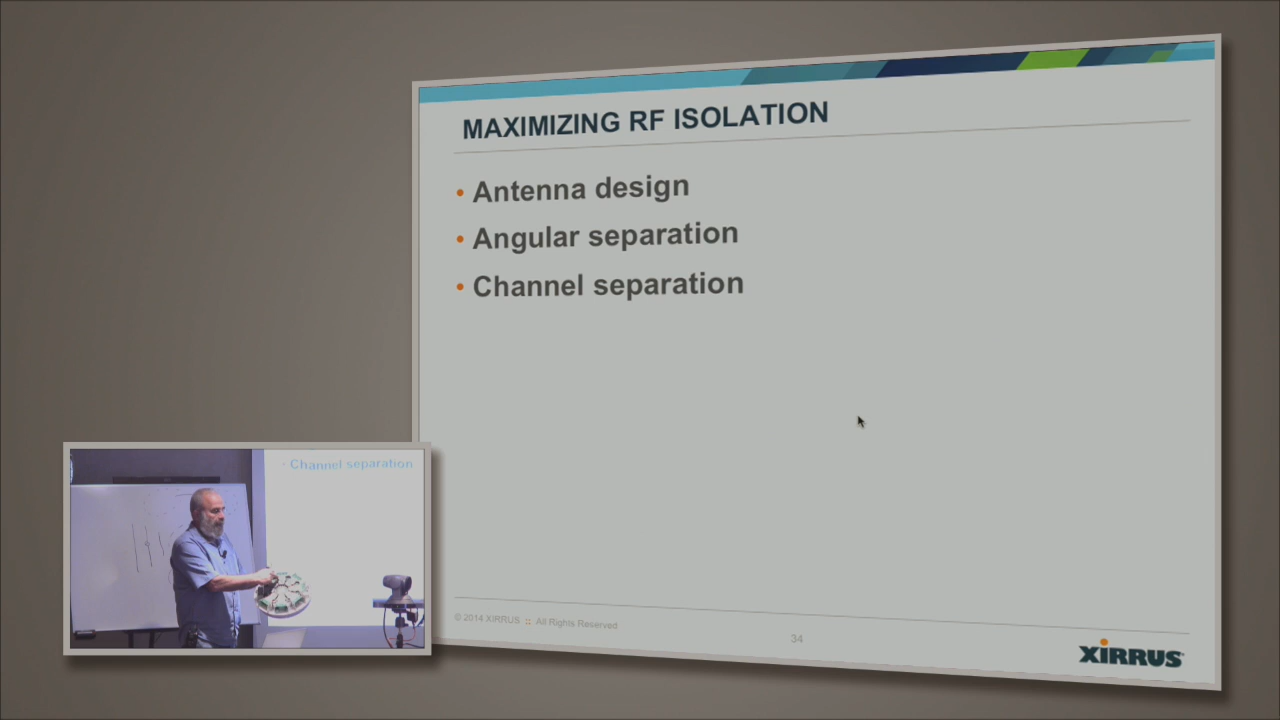 MAXIMIZING RF ISOLATION
• Antenna design
• Angular separation
• Channel separation
· Channel separation
© 2014 XIRRUS :: All Rights Reserved
34
XIRRUS